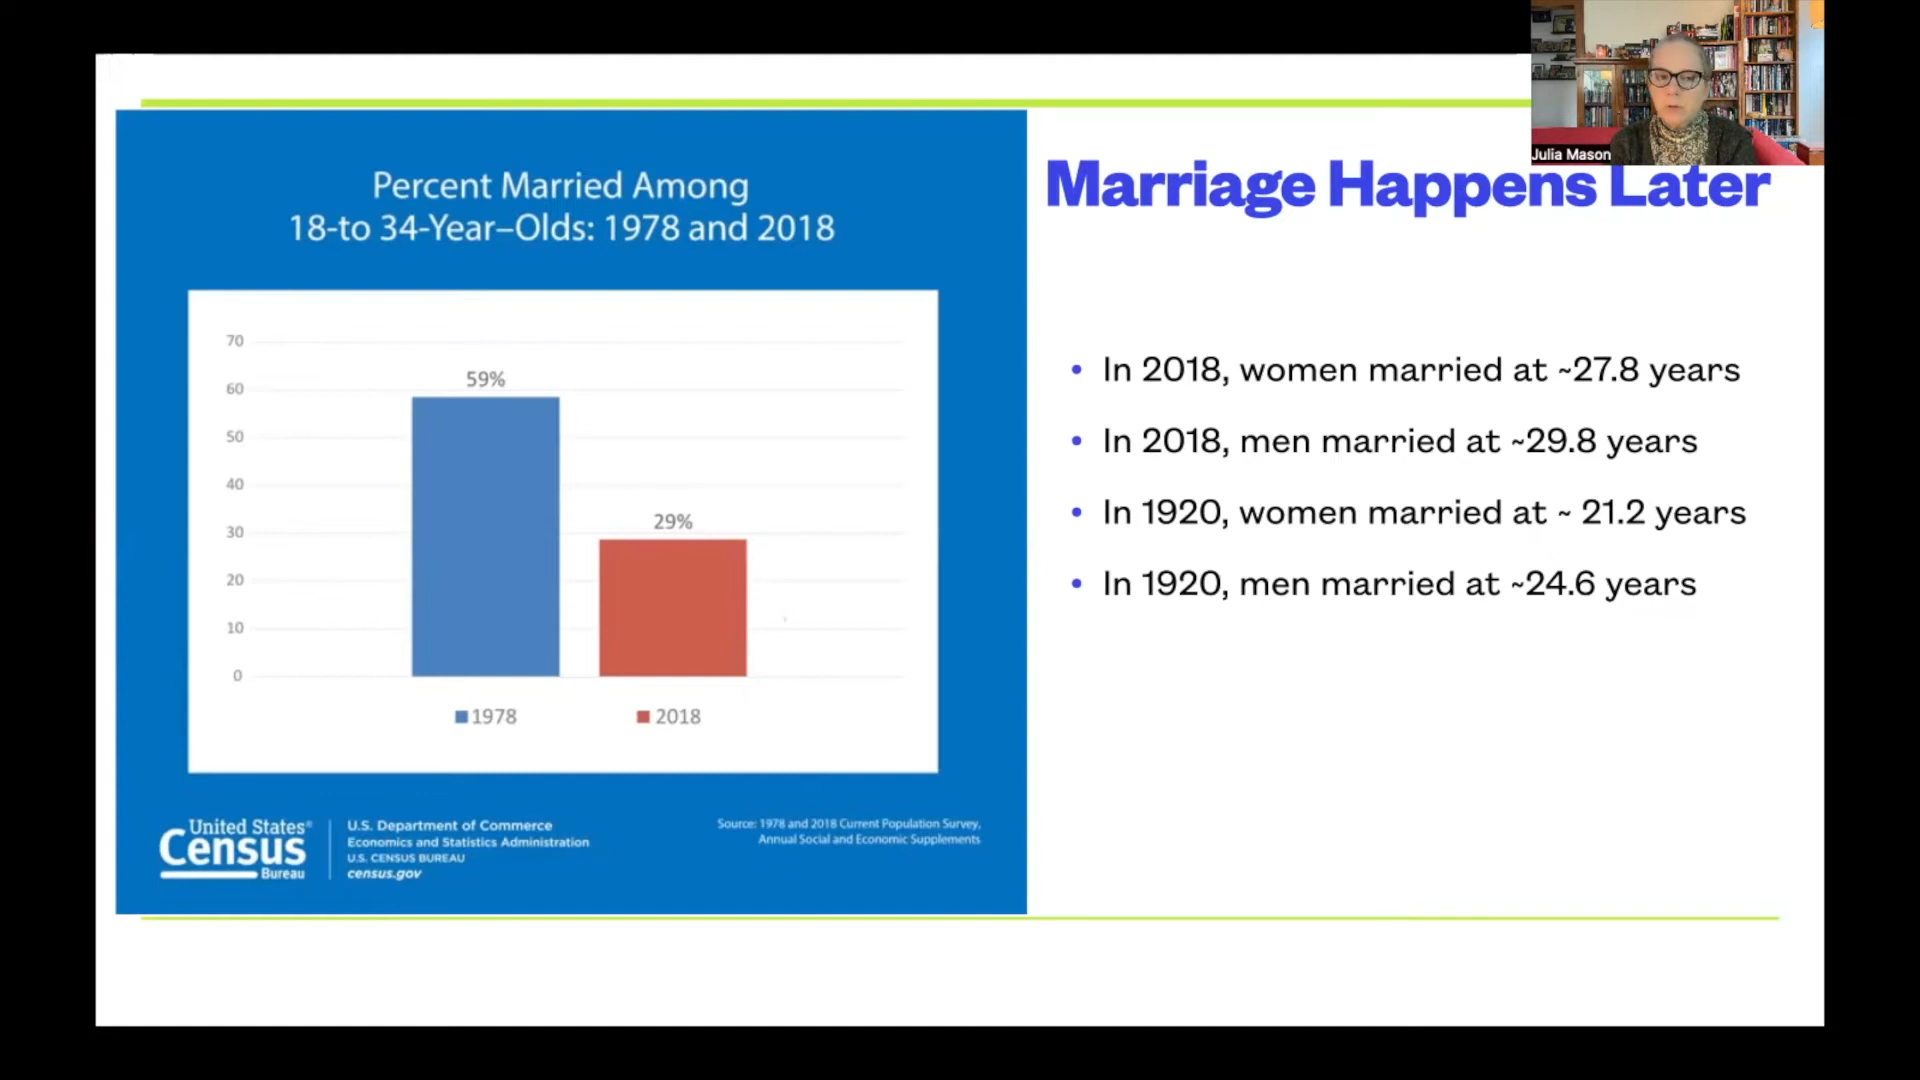 Julia Mason
Percent Married Among
18-to 34-Year–Olds: 1978 and 2018
70
60
50
40
30
20
10
0
59%
29%
1978
2018
United States®
Census
Bureau
U.S. Department of Commerce
Economics and Statistics Administration
U.S. CENSUS BUREAU
census.gov
Source: 1978 and 2018 Current Population Survey,
Annual Social and Economic Supplements
Marriage Happens Later
• In 2018, women married at ~27.8 years
• In 2018, men married at ~29.8 years
• In 1920, women married at ~ 21.2 years
• In 1920, men married at ~24.6 years